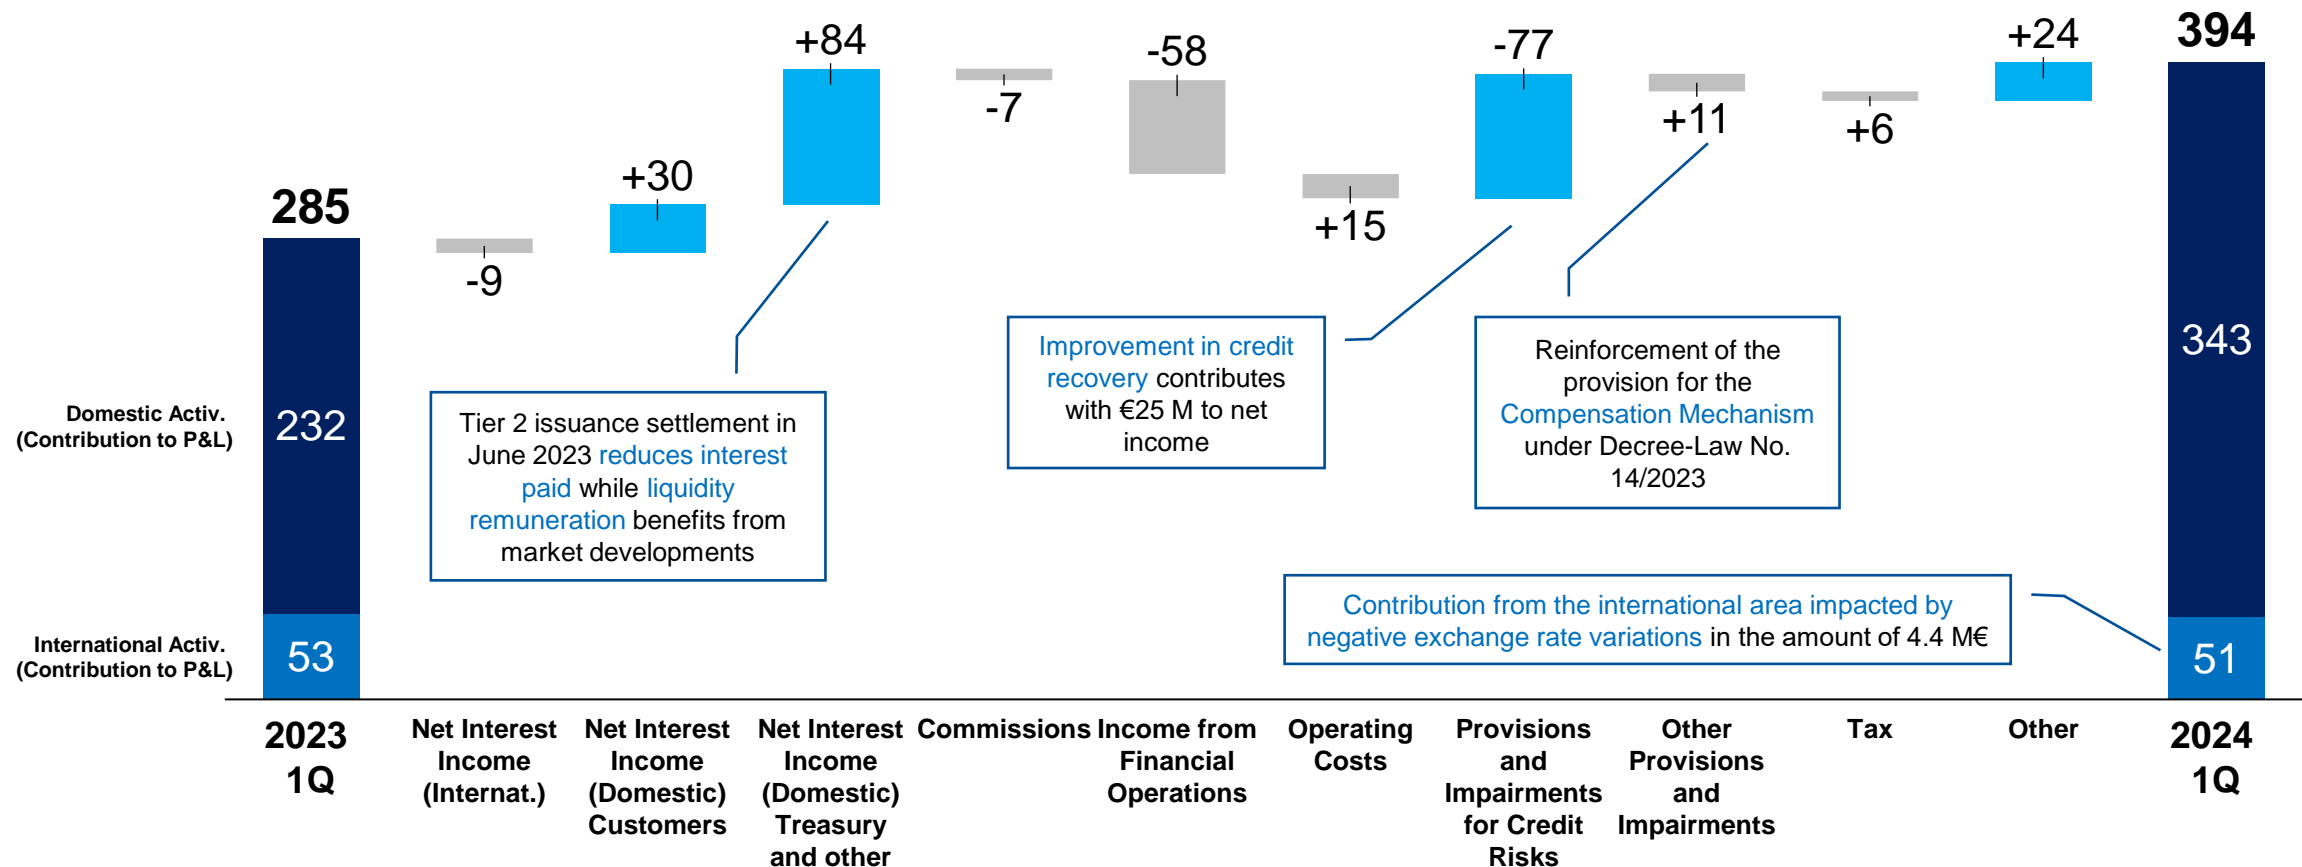 +84
-58
-77
+24
394
-7
+11
+6
+30
285
+15
-9
Improvement in credit
recovery contributes
with €25 M to net
income
Reinforcement of the
provision for the
Compensation Mechanism
under Decree-Law No.
14/2023
343
Domestic Activ.
(Contribution to P&L)
232
Tier 2 issuance settlement in
June 2023 reduces interest
paid while liquidity
remuneration benefits from
market developments
Contribution from the international area impacted by
negative exchange rate variations in the amount of 4.4 M€
International Activ.
(Contribution to P&L)
53
51
2023
1Q
Net Interest
Income
(Internat.)
Net Interest
Income
(Domestic)
Customers
Net Interest
Income
(Domestic)
Treasury
and other
Commissions
Income from
Financial
Operations
Operating
Costs
Provisions
and
Impairments
for Credit
Risks
Other
Provisions
and
Impairments
Tax
Other
2024
1Q